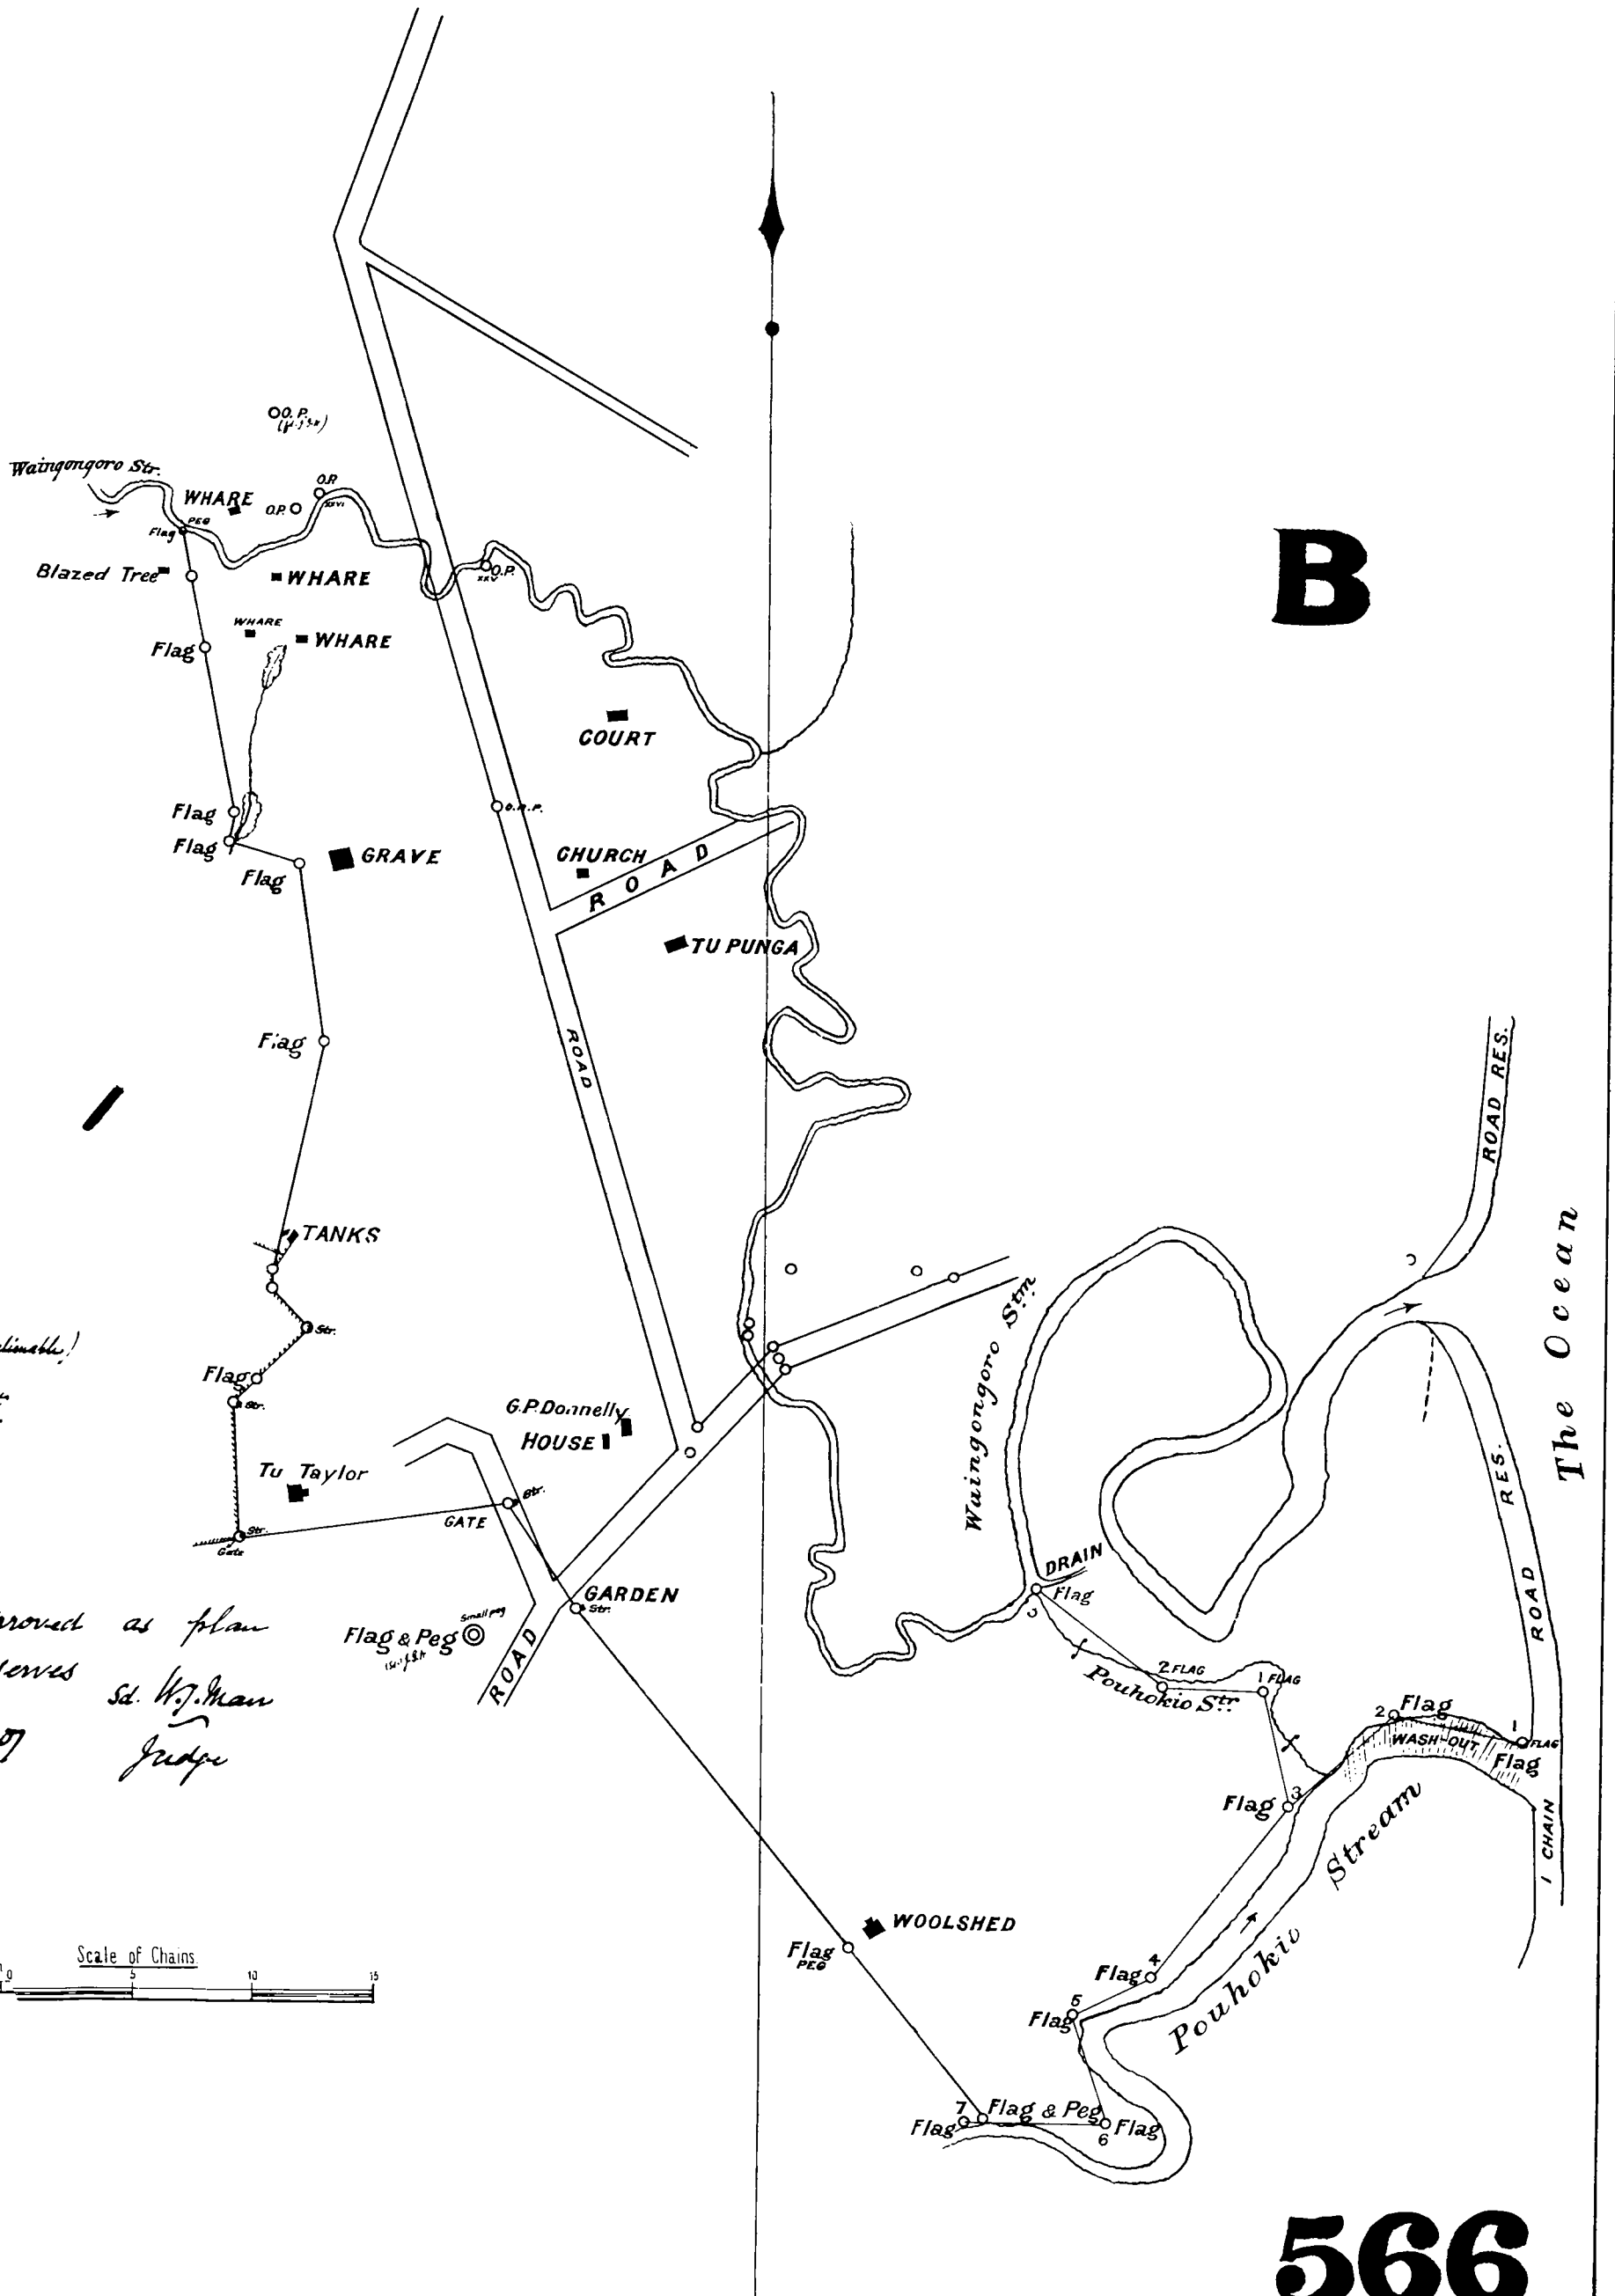 O.P.
Waingongoro Str.
WHARE
O.P.
O.P.
XXVI
PEG
Flag
Blazed Tree
WHARE
O.P.
XXV
WHARE
WHARE
Flag
B
COURT
Flag
O.R.P.
Flag
GRAVE
CHURCH
ROAD
Flag
TU PUNGA
Flag
ROAD
ROAD RES.
TANKS
The Ocean
Str.
Waingongoro Stm.
Flag
Str.
G.P. Donnelly
HOUSE
Tu Taylor
Str.
GATE
Str.
Gate
RES.
ROAD
DRAIN
Flag
GARDEN
Str.
Small peg
Flag & Peg
ROAD
as plan
Sd. W.J. Man
Judge
2 FLAG
1 FLAG
Pouhokio Str.
2 Flag
1
FLAG
WASH-OUT
Flag
3
Flag
1 CHAIN
Pouhokio Stream
WOOLSHED
Flag
PEG
4
Flag
5
Flag
Scale of Chains.
0 5 10 15
7
Flag
Flag & Peg
6
Flag
566